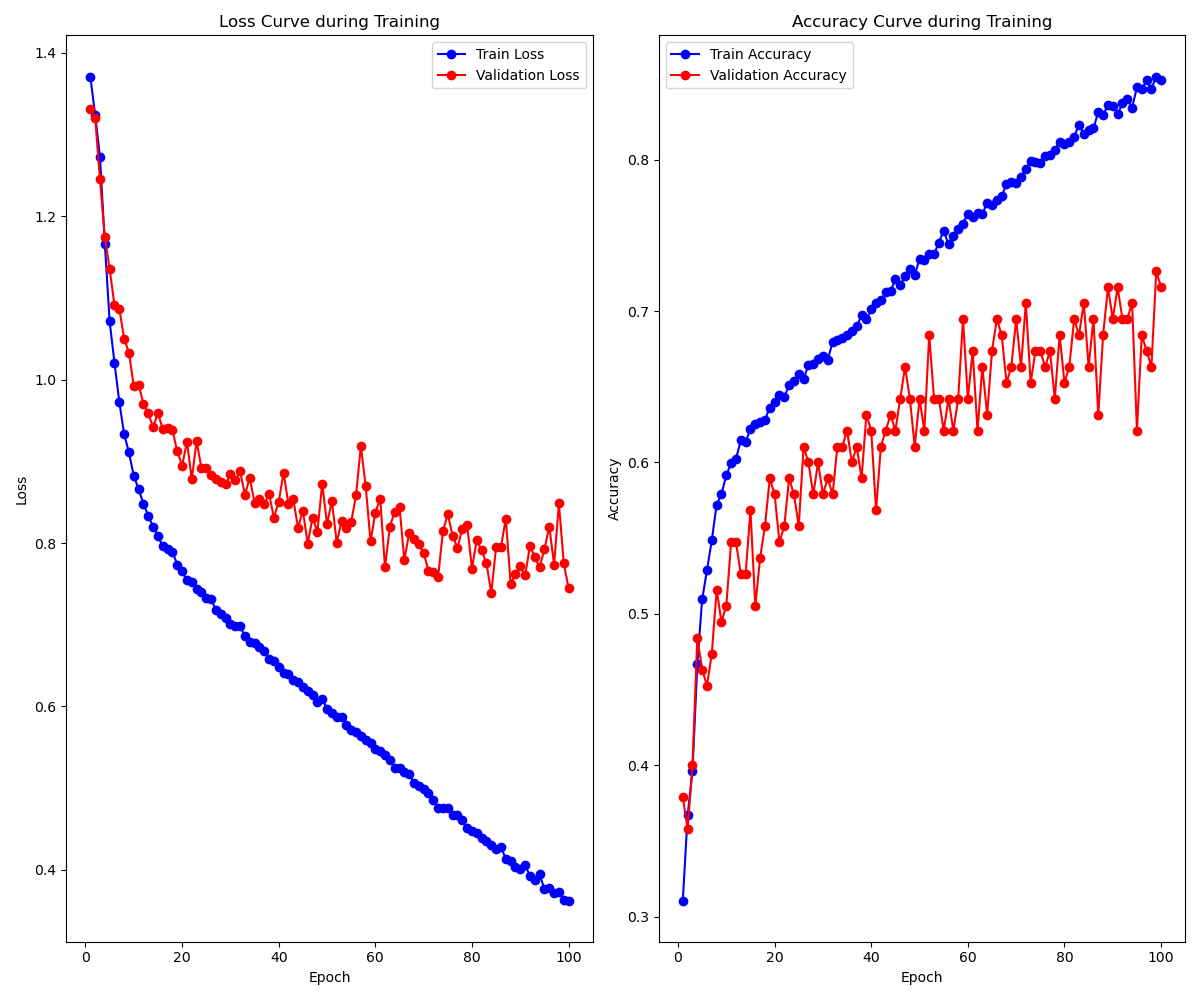 Loss Curve during Training
Train Loss
Validation Loss
1.4
1.2
1.0
0.8
0.6
0.4
Loss
0
20
40
60
80
100
Epoch
Accuracy Curve during Training
Train Accuracy
Validation Accuracy
0.8
0.7
0.6
0.5
0.4
0.3
Accuracy
0
20
40
60
80
100
Epoch